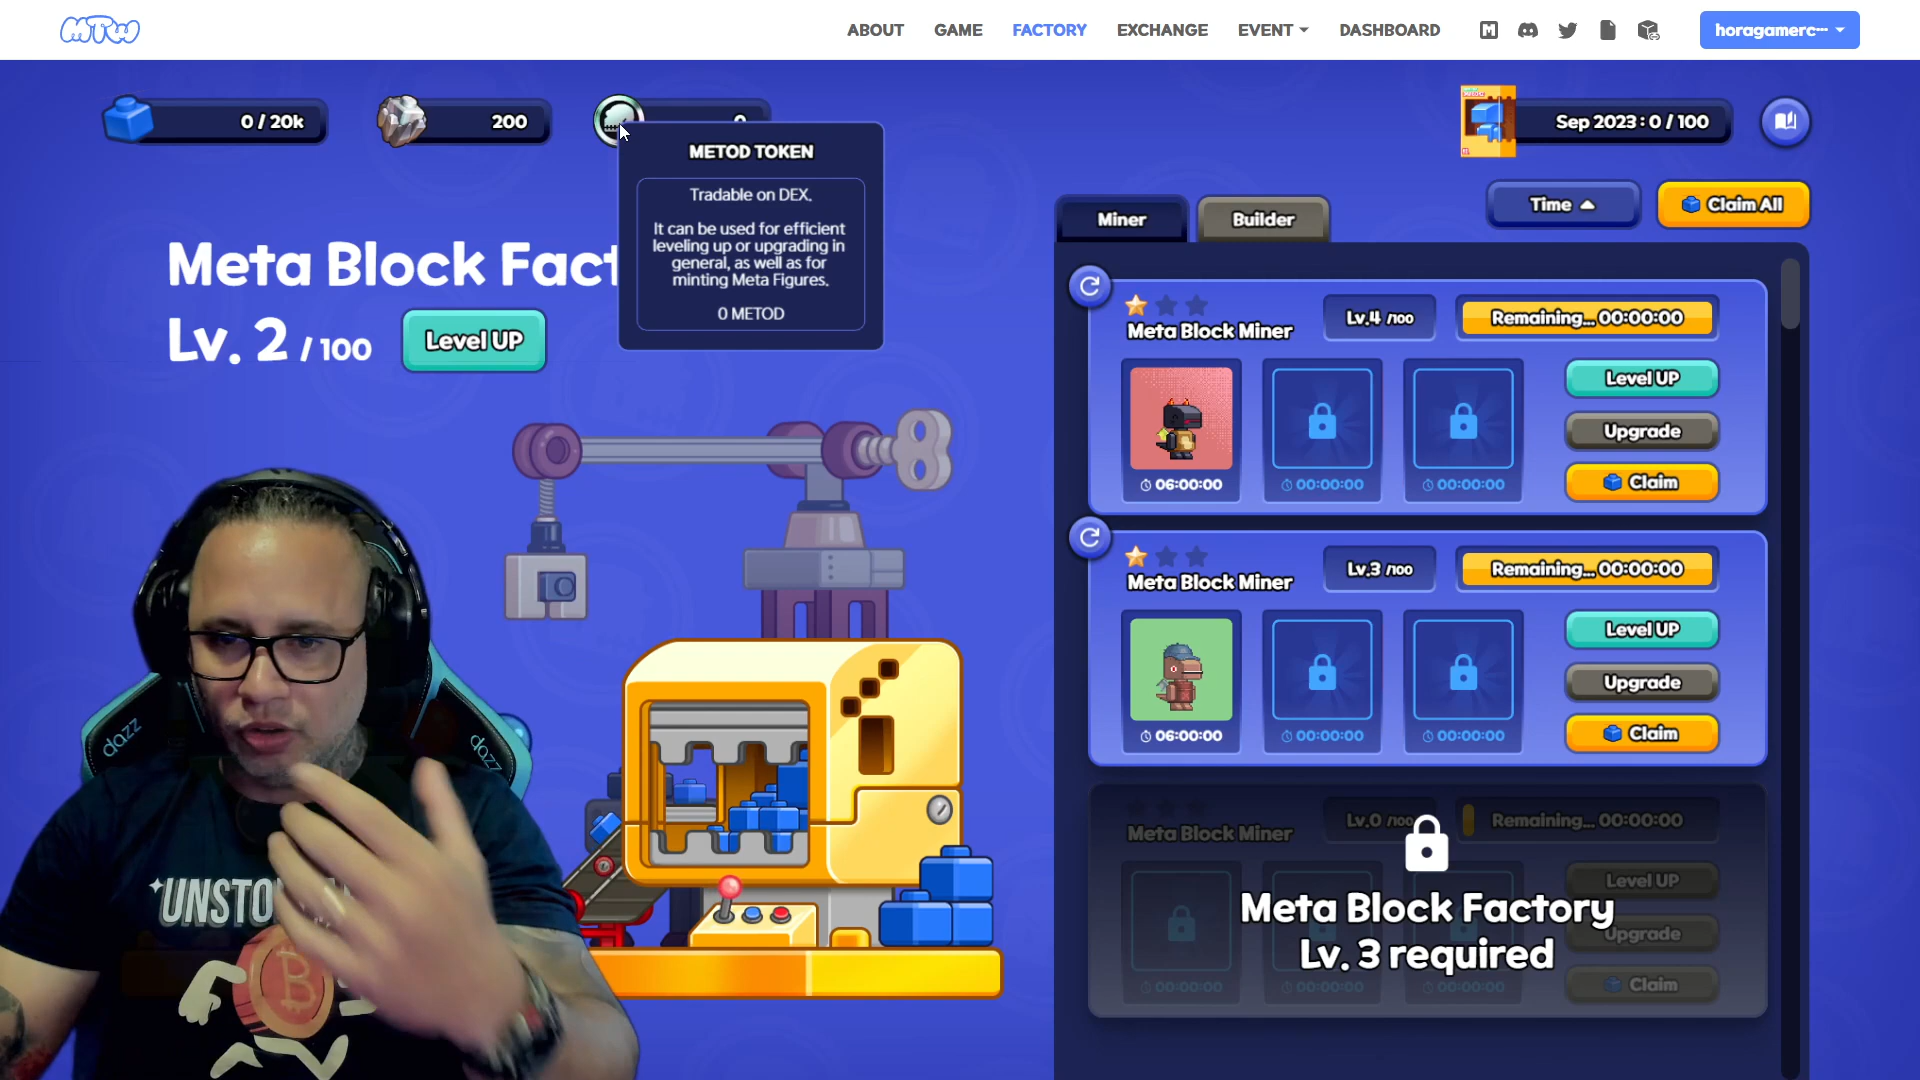 MTW
ABOUT
GAME
FACTORY
EXCHANGE
EVENT
DASHBOARD
horagamerc···
0 / 20k
200
0
Sep 2023 : 0 / 100
METOD TOKEN
Tradable on DEX.
It can be used for efficient
leveling up or upgrading in
general, as well as for
minting Meta Figures.
0 METOD
Time
Claim All
Miner
Builder
Meta Block Fact
Lv. 2 / 100
Level UP
Meta Block Miner
Lv.4 /100
Remaining... 00:00:00
06:00:00
00:00:00
00:00:00
Level UP
Upgrade
Claim
Meta Block Miner
Lv.3 /100
Remaining... 00:00:00
06:00:00
00:00:00
00:00:00
Level UP
Upgrade
Claim
Meta Block Miner
Lv.0 /100
Remaining... 00:00:00
Meta Block Factory
Lv. 3 required
00:00:00
00:00:00
00:00:00
Level UP
Upgrade
Claim
dazz
dazz